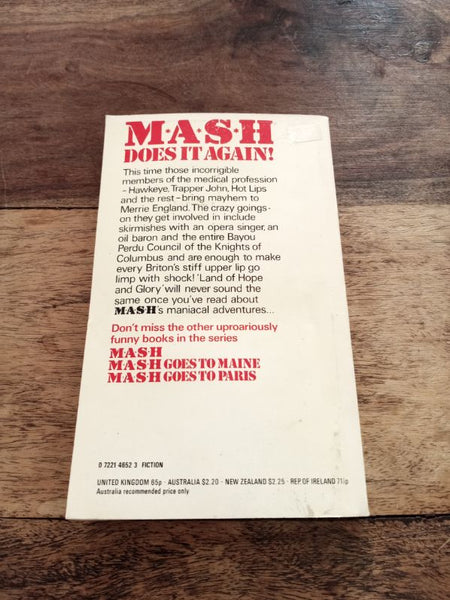 M*A*S*H
DOES IT AGAIN!
This time those incorrigible
members of the medical profession
– Hawkeye, Trapper John, Hot Lips
and the rest – bring mayhem to
Merrie England. The crazy goings-
on they get involved in include
skirmishes with an opera singer, an
oil baron and the entire Bayou
Perdu Council of the Knights of
Columbus and are enough to make
every Briton's stiff upper lip go
limp with shock! 'Land of Hope
and Glory' will never sound the
same once you've read about
M*A*S*H's maniacal adventures...
Don't miss the other uproariously
funny books in the series
M*A*S*H
M*A*S*H GOES TO MAINE
M*A*S*H GOES TO PARIS
0 7221 4652 3 FICTION
UNITED KINGDOM 65p · AUSTRALIA $2.20 · NEW ZEALAND $2.25 · REP OF IRELAND 71½p
Australia recommended price only